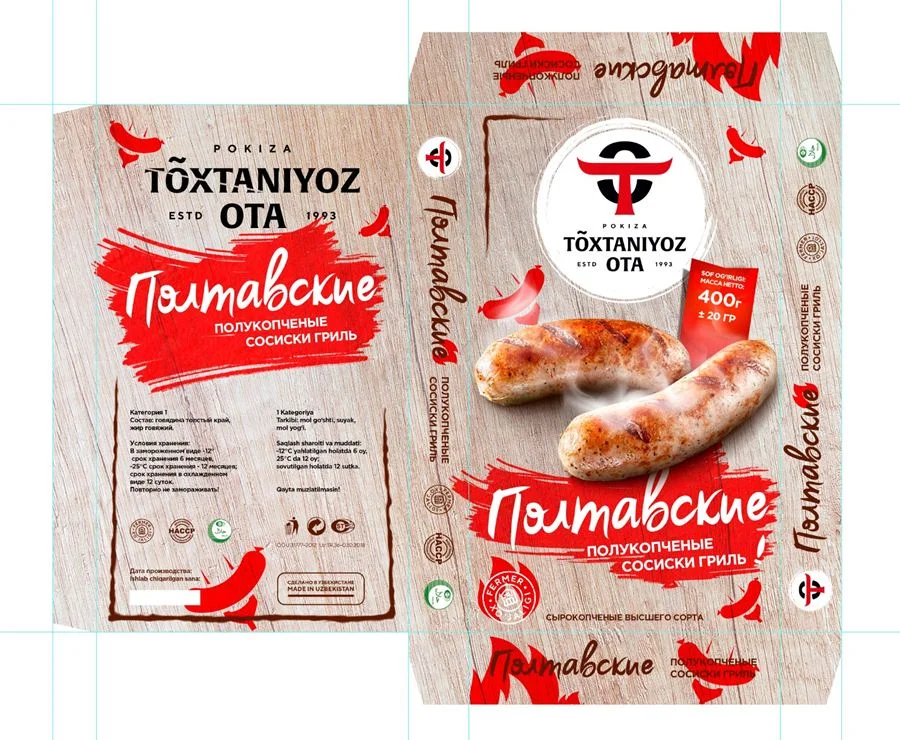 POKIZA
TÕXTANIYOZ
ESTD OTA 1993
Полтавские
ПОЛУКОПЧЕНЫЕ
СОСИСКИ ГРИЛЬ
Категория 1
Состав: говядина толстый край,
жир говяжий.
Условия хранения:
В замороженном виде -12°
срок хранения 6 месяцев,
-25°С срок хранения - 12 месяцев;
срок хранения в охлажденном
виде 12 суток.
Повторно не замораживать!
1 Kategoriya
Tarkibi: mol go'shti, suyak,
mol yog'i.
Saqlash sharoiti va muddati:
-12°C yahlatilgan holatda 6 oy,
25°C da 12 oy;
sovutilgan holatda 12 sutka.
Qayta muzlatilmasin!
HACCP
Дата производства:
Ishlab chiqarilgan sana:
СДЕЛАНО В УЗБЕКИСТАНЕ
MADE IN UZBEKISTAN
Полтавские
ПОЛУКОПЧЕНЫЕ
СОСИСКИ ГРИЛЬ
HACCP
Полтавские
ПОЛУКОПЧЕНЫЕ
СОСИСКИ ГРИЛЬ
POKIZA
TÕXTANIYOZ
ESTD OTA 1993
SOF OG'IRLIGI:
МАССА НЕТТО:
400г
± 20 ГР
Полтавские
ПОЛУКОПЧЕНЫЕ
СОСИСКИ ГРИЛЬ
FERMER
XO'JALIGI
СЫРОКОПЧЕНЫЕ ВЫСШЕГО СОРТА
Полтавские
ПОЛУКОПЧЕНЫЕ
СОСИСКИ ГРИЛЬ
HACCP
Полтавские
ПОЛУКОПЧЕНЫЕ
СОСИСКИ ГРИЛЬ